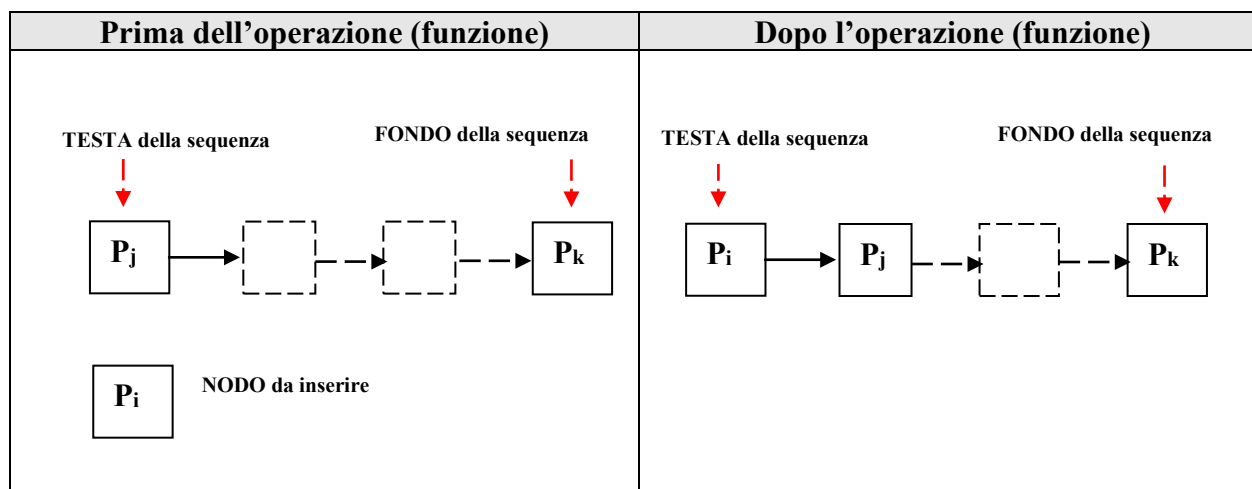 Prima dell’operazione (funzione)
Dopo l’operazione (funzione)
TESTA della sequenza
FONDO della sequenza
Pj
Pk
Pi
NODO da inserire
TESTA della sequenza
FONDO della sequenza
Pi
Pj
Pk